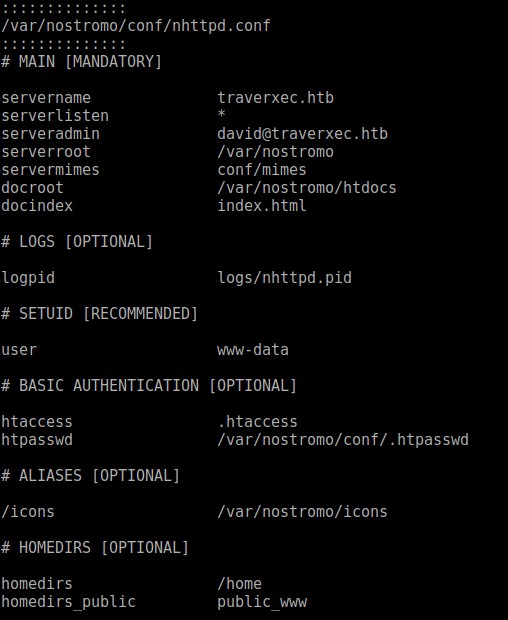 ::::::::::::::
/var/nostromo/conf/nhttpd.conf
::::::::::::::
# MAIN [MANDATORY]
servername traverxec.htb
serverlisten *
serveradmin david@traverxec.htb
serverroot /var/nostromo
servermimes conf/mimes
docroot /var/nostromo/htdocs
docindex index.html
# LOGS [OPTIONAL]
logpid logs/nhttpd.pid
# SETUID [RECOMMENDED]
user www-data
# BASIC AUTHENTICATION [OPTIONAL]
htaccess .htaccess
htpasswd /var/nostromo/conf/.htpasswd
# ALIASES [OPTIONAL]
/icons /var/nostromo/icons
# HOMEDIRS [OPTIONAL]
homedirs /home
homedirs_public public_www